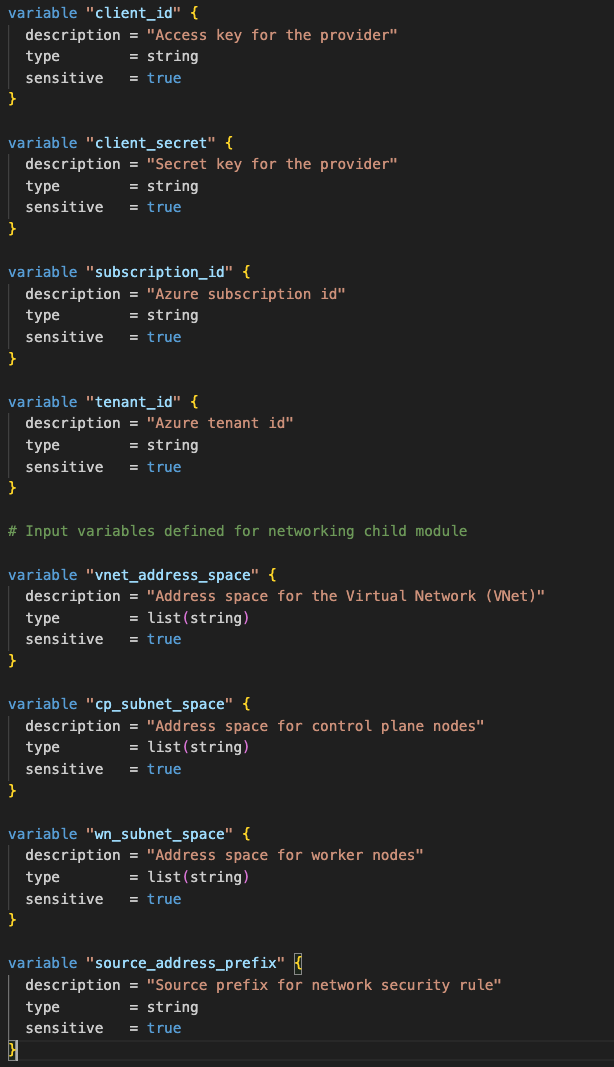 variable "client_id" {
  description = "Access key for the provider"
  type        = string
  sensitive   = true
}

variable "client_secret" {
  description = "Secret key for the provider"
  type        = string
  sensitive   = true
}

variable "subscription_id" {
  description = "Azure subscription id"
  type        = string
  sensitive   = true
}

variable "tenant_id" {
  description = "Azure tenant id"
  type        = string
  sensitive   = true
}

# Input variables defined for networking child module

variable "vnet_address_space" {
  description = "Address space for the Virtual Network (VNet)"
  type        = list(string)
  sensitive   = true
}

variable "cp_subnet_space" {
  description = "Address space for control plane nodes"
  type        = list(string)
  sensitive   = true
}

variable "wn_subnet_space" {
  description = "Address space for worker nodes"
  type        = list(string)
  sensitive   = true
}

variable "source_address_prefix" {
  description = "Source prefix for network security rule"
  type        = string
  sensitive   = true
}